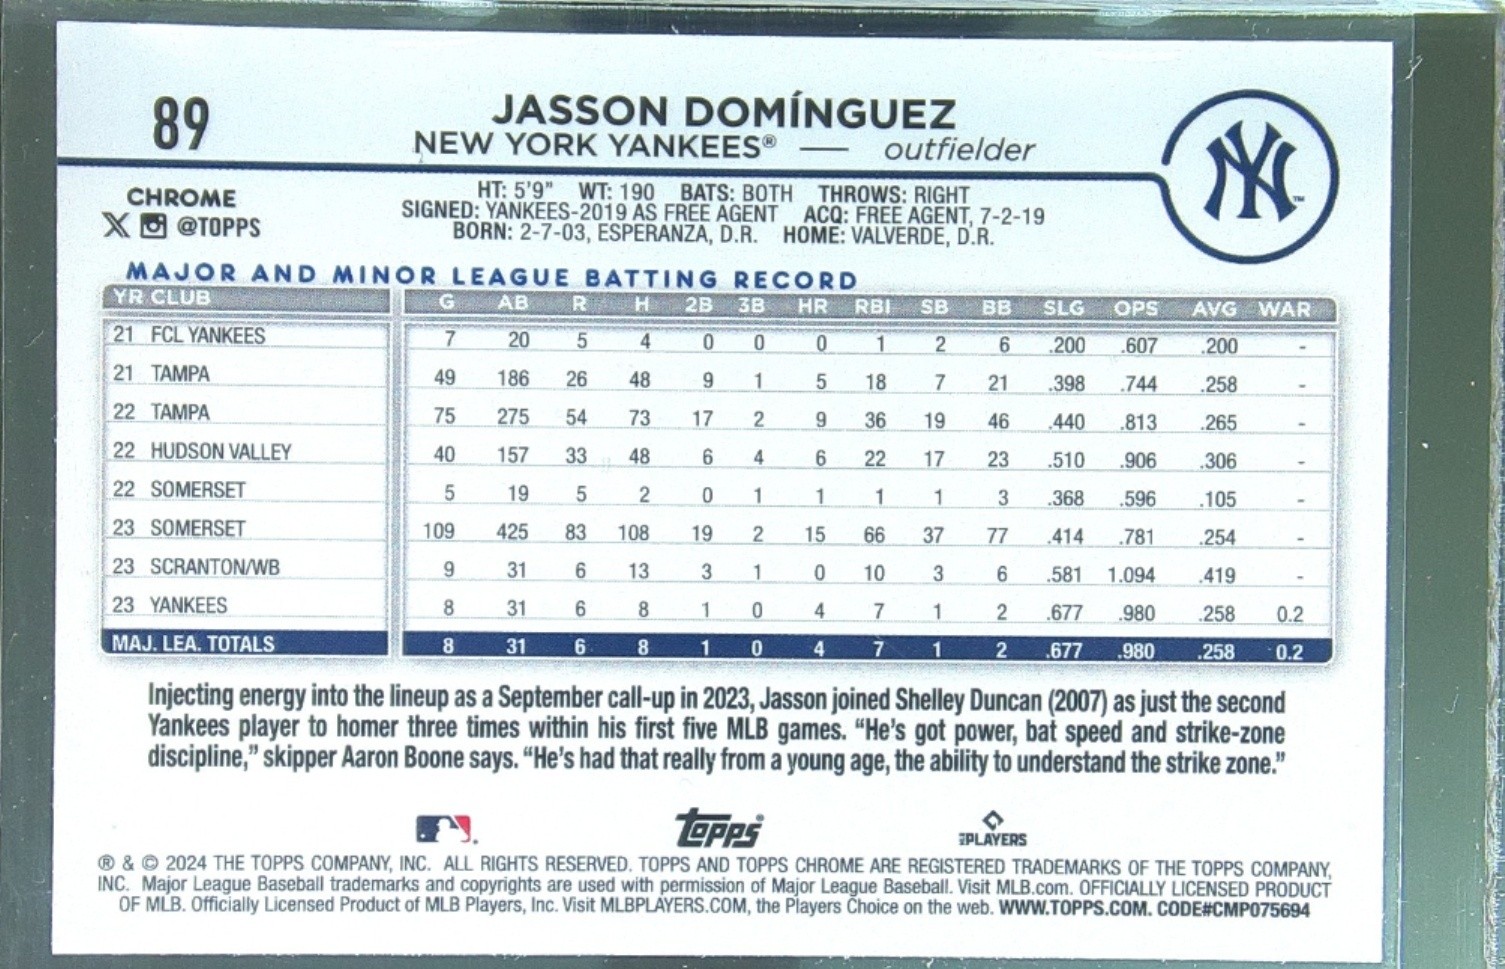 89
JASSON DOMÍNGUEZ
NEW YORK YANKEES® — outfielder
NY™
CHROME
X @TOPPS
HT: 5'9" WT: 190 BATS: BOTH THROWS: RIGHT
SIGNED: YANKEES-2019 AS FREE AGENT ACQ: FREE AGENT, 7-2-19
BORN: 2-7-03, ESPERANZA, D.R. HOME: VALVERDE, D.R.
MAJOR AND MINOR LEAGUE BATTING RECORD
YR CLUB G AB R H 2B 3B HR RBI SB BB SLG OPS AVG WAR
21 FCL YANKEES 7 20 5 4 0 0 0 1 2 6 .200 .607 .200 -
21 TAMPA 49 186 26 48 9 1 5 18 7 21 .398 .744 .258 -
22 TAMPA 75 275 54 73 17 2 9 36 19 46 .440 .813 .265 -
22 HUDSON VALLEY 40 157 33 48 6 4 6 22 17 23 .510 .906 .306 -
22 SOMERSET 5 19 5 2 0 1 1 1 1 3 .368 .596 .105 -
23 SOMERSET 109 425 83 108 19 2 15 66 37 77 .414 .781 .254 -
23 SCRANTON/WB 9 31 6 13 3 1 0 10 3 6 .581 1.094 .419 -
23 YANKEES 8 31 6 8 1 0 4 7 1 2 .677 .980 .258 0.2
MAJ. LEA. TOTALS 8 31 6 8 1 0 4 7 1 2 .677 .980 .258 0.2
Injecting energy into the lineup as a September call-up in 2023, Jasson joined Shelley Duncan (2007) as just the second
Yankees player to homer three times within his first five MLB games. “He’s got power, bat speed and strike-zone
discipline,” skipper Aaron Boone says. “He’s had that really from a young age, the ability to understand the strike zone.”
Topps
PLAYERS
® & © 2024 THE TOPPS COMPANY, INC. ALL RIGHTS RESERVED. TOPPS AND TOPPS CHROME ARE REGISTERED TRADEMARKS OF THE TOPPS COMPANY,
INC. Major League Baseball trademarks and copyrights are used with permission of Major League Baseball. Visit MLB.com. OFFICIALLY LICENSED PRODUCT
OF MLB. Officially Licensed Product of MLB Players, Inc. Visit MLBPLAYERS.COM, the Players Choice on the web. WWW.TOPPS.COM. CODE#CMP075694